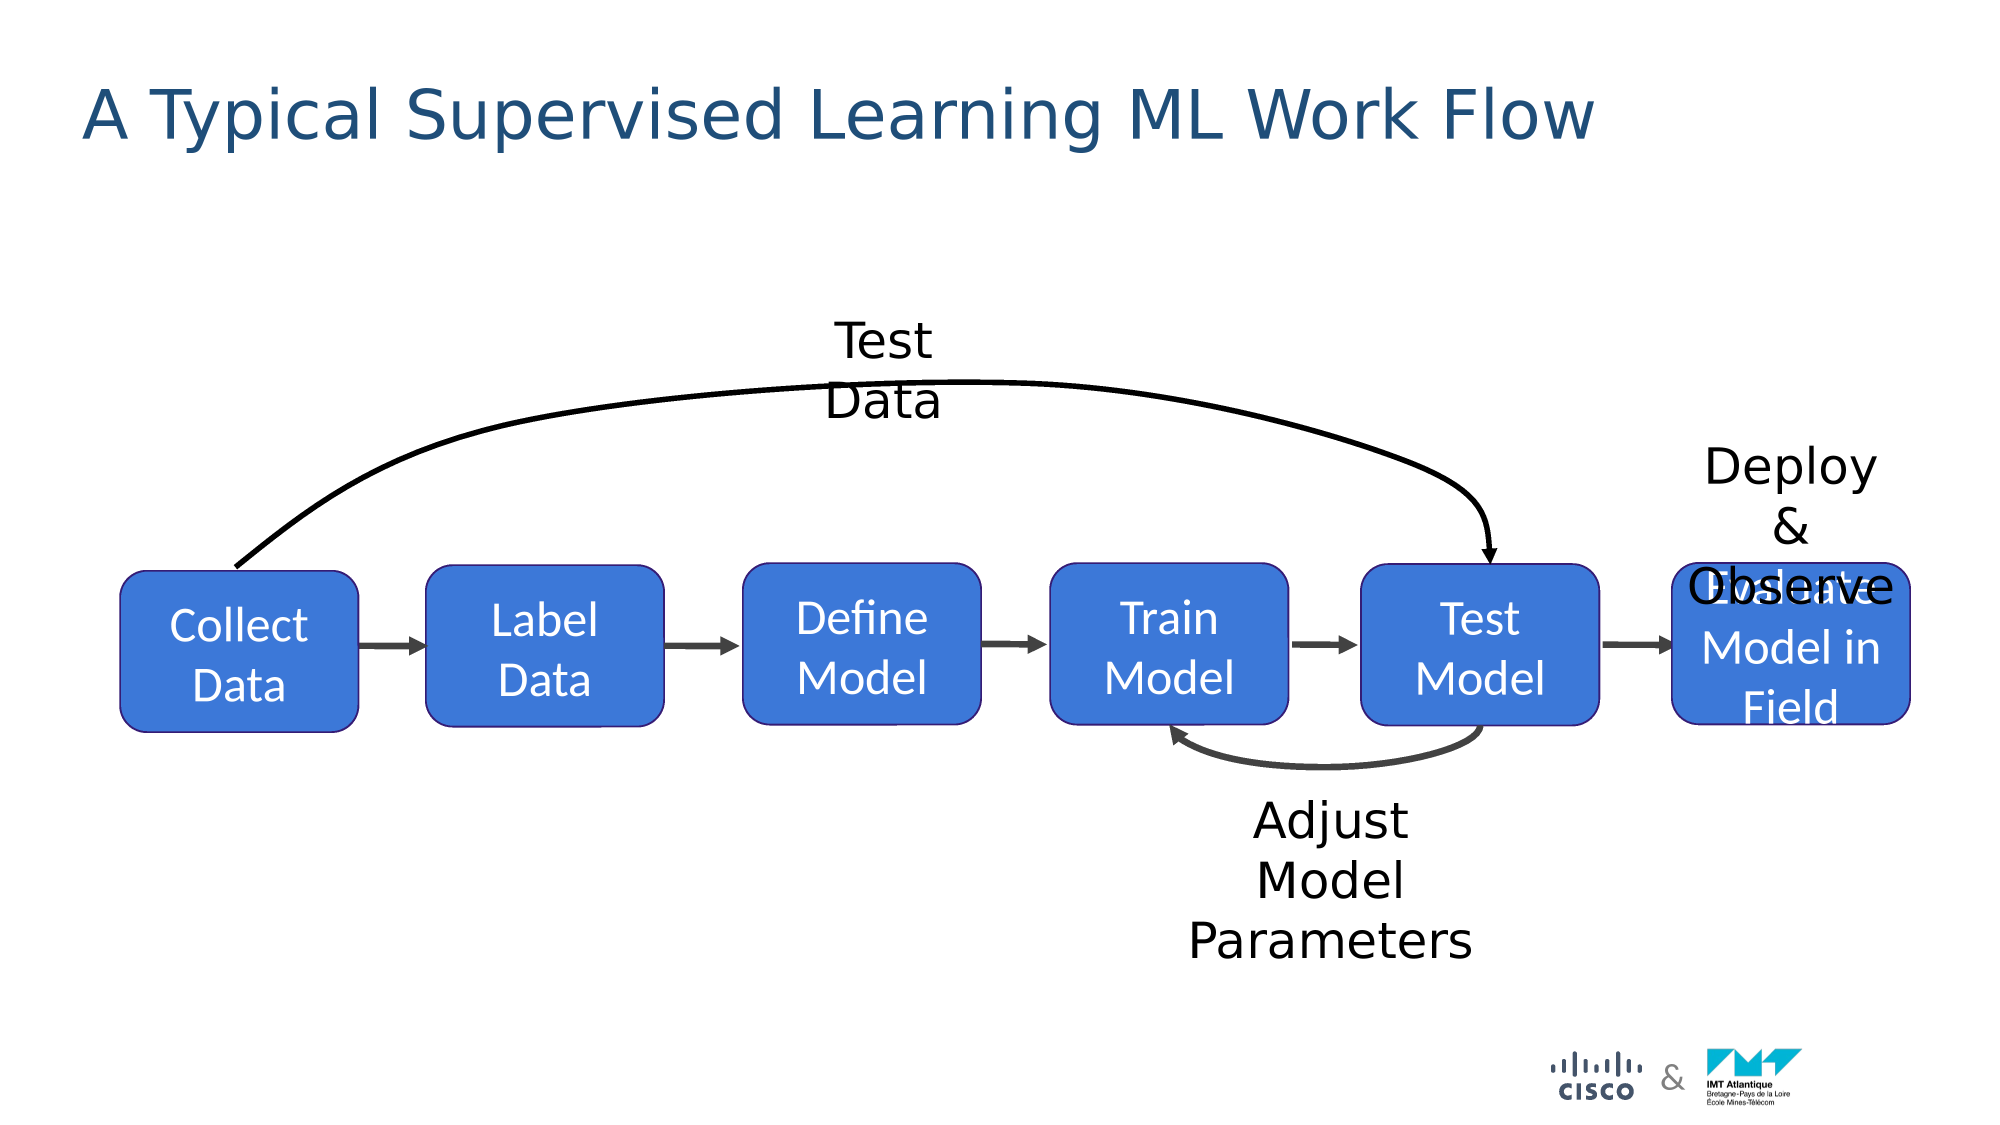 A Typical Supervised Learning ML Work Flow
Test
Data
Deploy
&
Observe
Collect
Data
Label
Data
Define
Model
Train
Model
Test
Model
Evaluate
Model in
Field
Adjust
Model
Parameters
CISCO
&
IMT Atlantique
Bretagne-Pays de la Loire
École Mines-Télécom